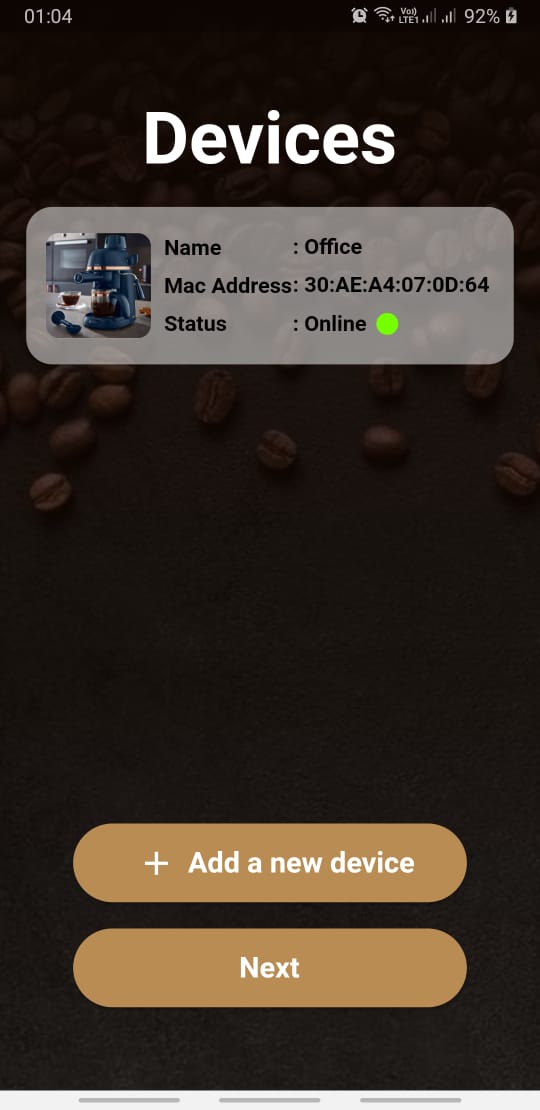 01:04
Vo)) LTE1 92%
Devices
Name : Office
Mac Address: 30:AE:A4:07:0D:64
Status : Online
+ Add a new device
Next